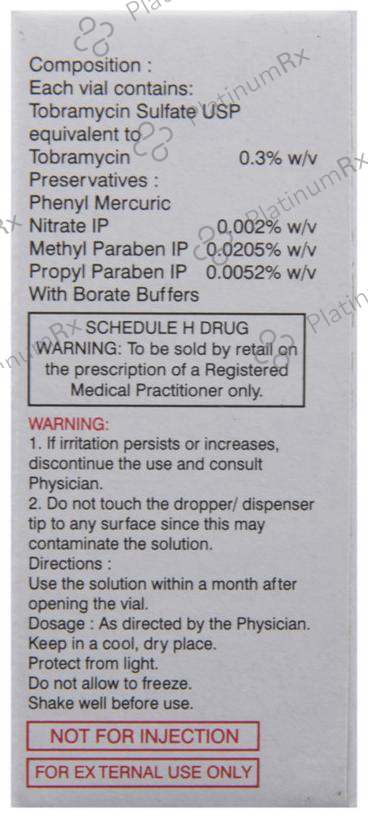 Composition :
Each vial contains:
Tobramycin Sulfate USP
equivalent to
Tobramycin 0.3% w/v
Preservatives :
Phenyl Mercuric
Nitrate IP 0.002% w/v
Methyl Paraben IP 0.0205% w/v
Propyl Paraben IP 0.0052% w/v
With Borate Buffers
SCHEDULE H DRUG
WARNING: To be sold by retail on
the prescription of a Registered
Medical Practitioner only.
WARNING:
1. If irritation persists or increases,
discontinue the use and consult
Physician.
2. Do not touch the dropper/ dispenser
tip to any surface since this may
contaminate the solution.
Directions :
Use the solution within a month after
opening the vial.
Dosage : As directed by the Physician.
Keep in a cool, dry place.
Protect from light.
Do not allow to freeze.
Shake well before use.
NOT FOR INJECTION
FOR EXTERNAL USE ONLY
PlatinumRx
PlatinumRx